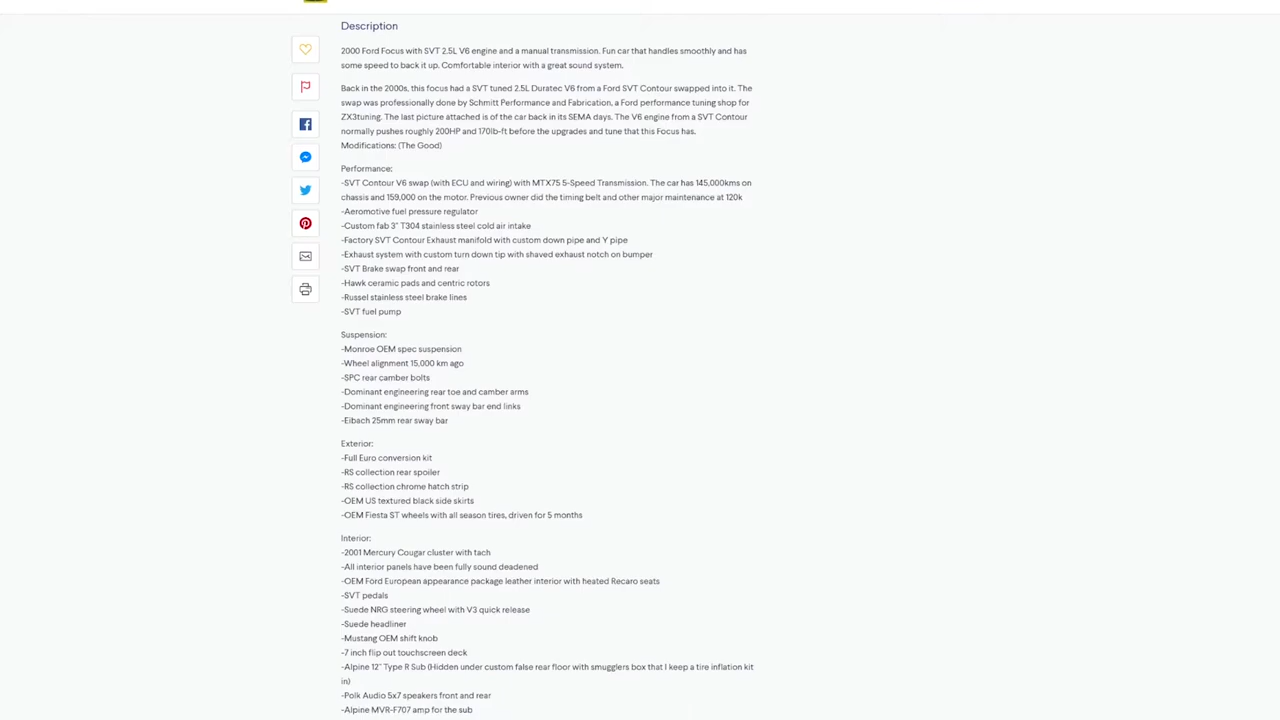 Description
2000 Ford Focus with SVT 2.5L V6 engine and a manual transmission. Fun car that handles smoothly and has
some speed to back it up. Comfortable interior with a great sound system.
Back in the 2000s, this focus had a SVT tuned 2.5L Duratec V6 from a Ford SVT Contour swapped into it. The
swap was professionally done by Schmitt Performance and Fabrication, a Ford performance tuning shop for
ZX3tuning. The last picture attached is of the car back in its SEMA days. The V6 engine from a SVT Contour
normally pushes roughly 200HP and 170lb-ft before the upgrades and tune that this Focus has.
Modifications: (The Good)
Performance:
-SVT Contour V6 swap (with ECU and wiring) with MTX75 5-Speed Transmission. The car has 145,000kms on
chassis and 159,000 on the motor. Previous owner did the timing belt and other major maintenance at 120k
-Aeromotive fuel pressure regulator
-Custom fab 3" T304 stainless steel cold air intake
-Factory SVT Contour Exhaust manifold with custom down pipe and Y pipe
-Exhaust system with custom turn down tip with shaved exhaust notch on bumper
-SVT Brake swap front and rear
-Hawk ceramic pads and centric rotors
-Russel stainless steel brake lines
-SVT fuel pump
Suspension:
-Monroe OEM spec suspension
-Wheel alignment 15,000 km ago
-SPC rear camber bolts
-Dominant engineering rear toe and camber arms
-Dominant engineering front sway bar end links
-Eibach 25mm rear sway bar
Exterior:
-Full Euro conversion kit
-RS collection rear spoiler
-RS collection chrome hatch strip
-OEM US textured black side skirts
-OEM Fiesta ST wheels with all season tires, driven for 5 months
Interior:
-2001 Mercury Cougar cluster with tach
-All interior panels have been fully sound deadened
-OEM Ford European appearance package leather interior with heated Recaro seats
-SVT pedals
-Suede NRG steering wheel with V3 quick release
-Suede headliner
-Mustang OEM shift knob
-7 inch flip out touchscreen deck
-Alpine 12" Type R Sub (Hidden under custom false rear floor with smugglers box that I keep a tire inflation kit
in)
-Polk Audio 5x7 speakers front and rear
-Alpine MVR-F707 amp for the sub